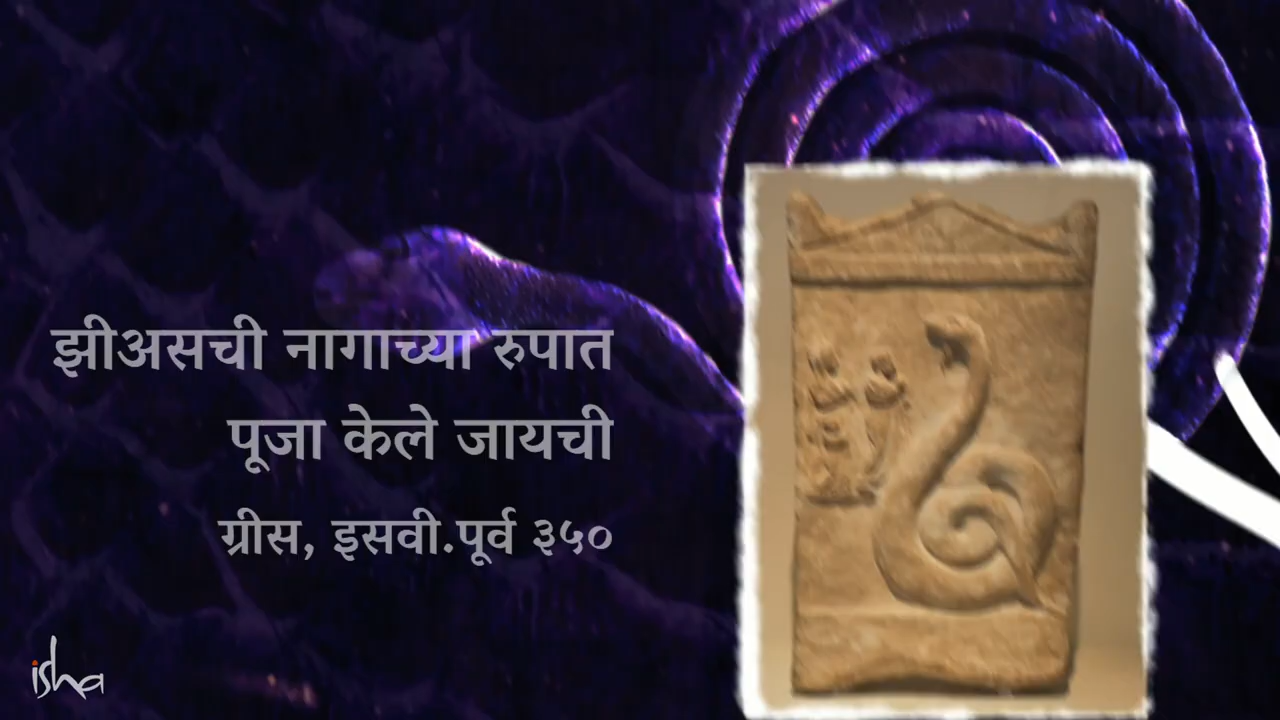 झीअसची नागाच्या रुपात
पूजा केले जायची
ग्रीस, इसवी.पूर्व ३५०
isha